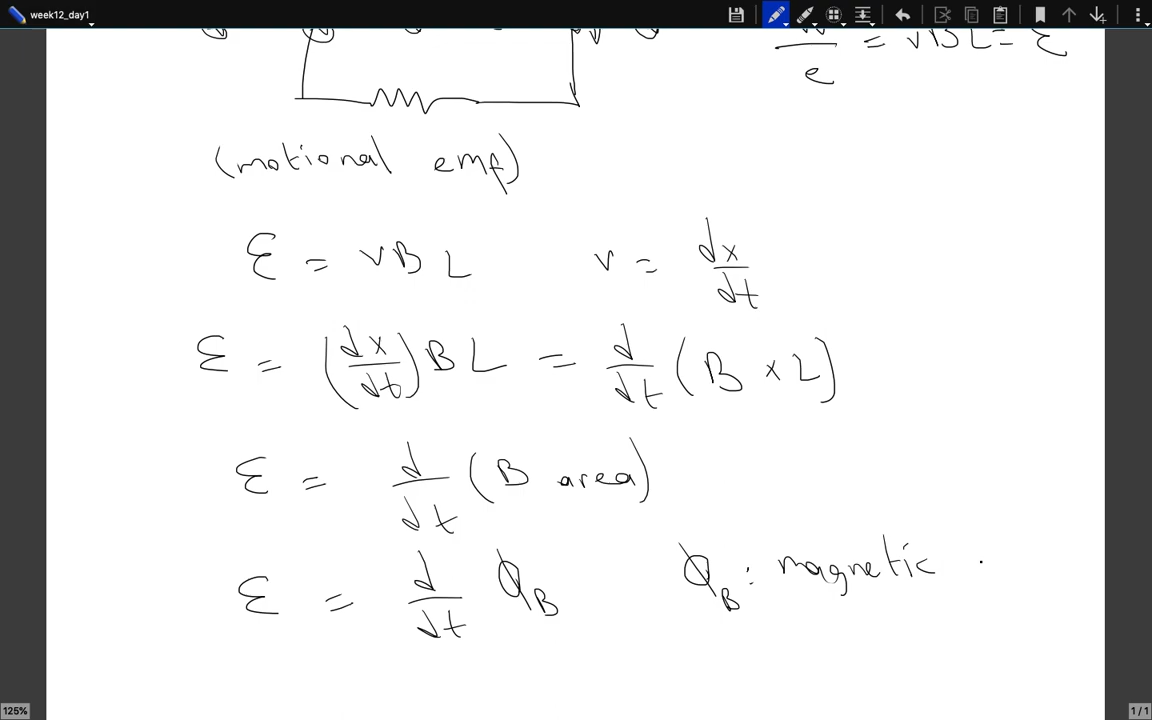 week12_day1
e = vBL = ε
(motional emf)
ε = vBL v = dx/dt
ε = (dx/dt) BL = d/dt (B x L)
ε = d/dt (B area)
ε = d/dt ϕ_B ϕ_B : magnetic
125% 1/1